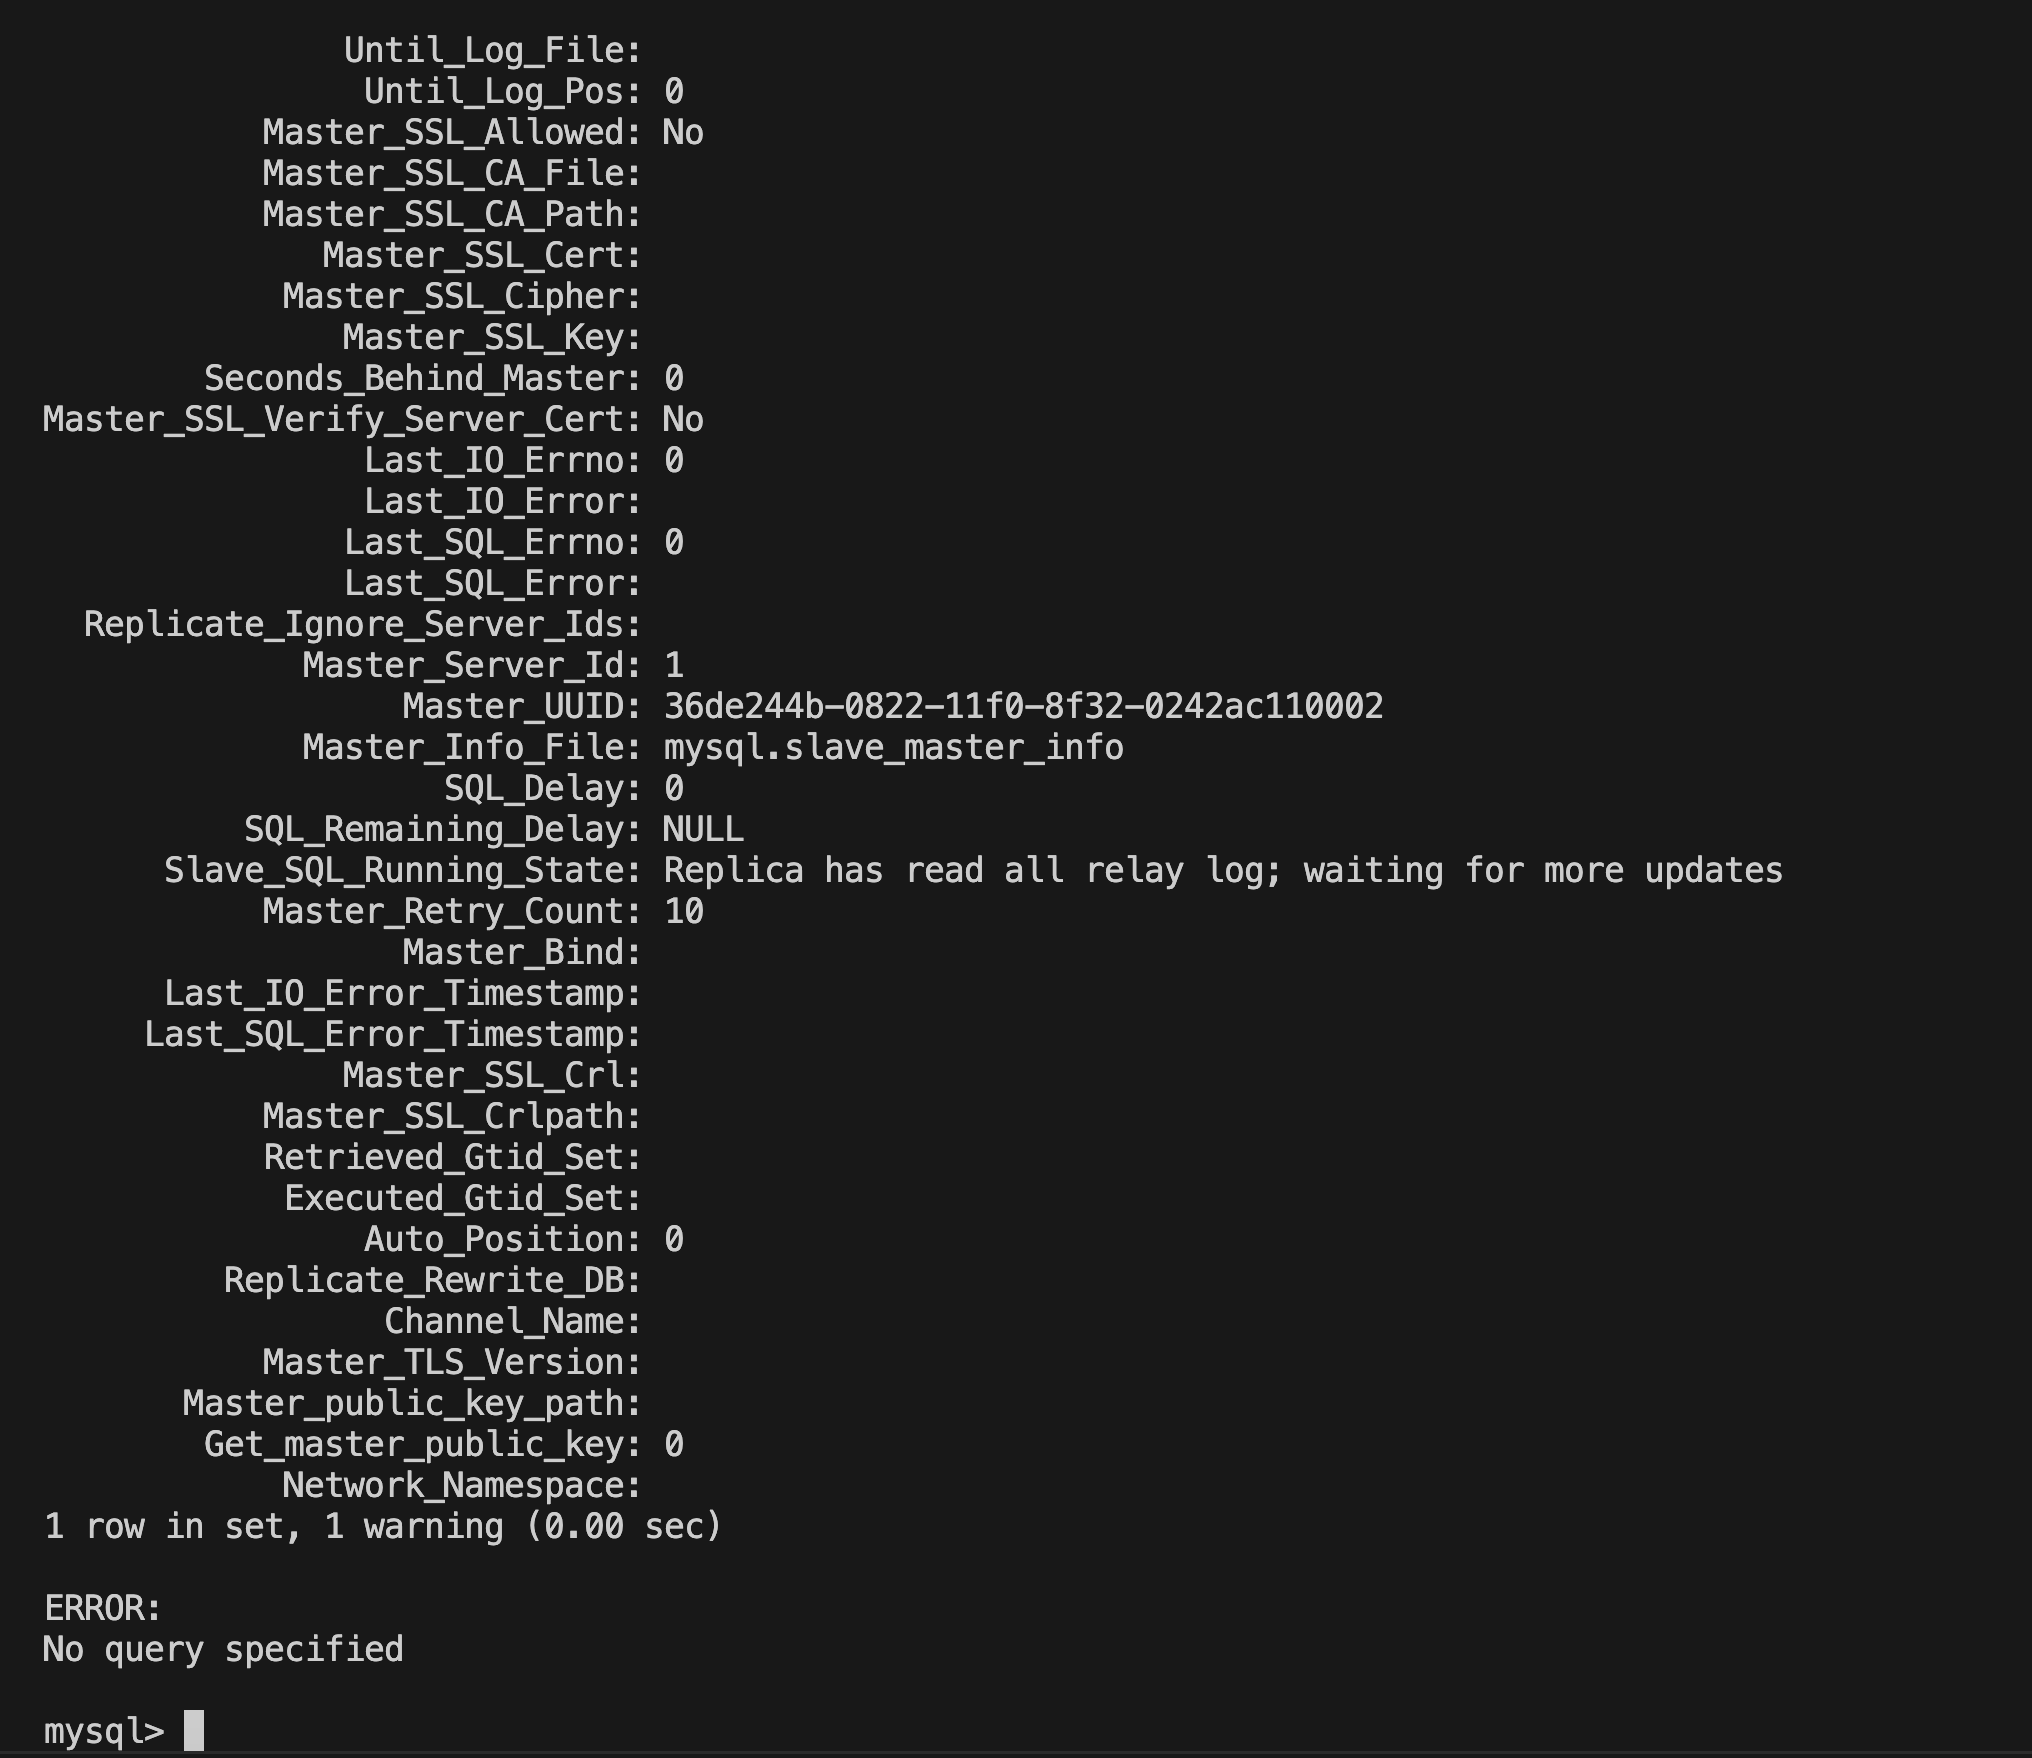 Until_Log_File:
Until_Log_Pos: 0
Master_SSL_Allowed: No
Master_SSL_CA_File:
Master_SSL_CA_Path:
Master_SSL_Cert:
Master_SSL_Cipher:
Master_SSL_Key:
Seconds_Behind_Master: 0
Master_SSL_Verify_Server_Cert: No
Last_IO_Errno: 0
Last_IO_Error:
Last_SQL_Errno: 0
Last_SQL_Error:
Replicate_Ignore_Server_Ids:
Master_Server_Id: 1
Master_UUID: 36de244b-0822-11f0-8f32-0242ac110002
Master_Info_File: mysql.slave_master_info
SQL_Delay: 0
SQL_Remaining_Delay: NULL
Slave_SQL_Running_State: Replica has read all relay log; waiting for more updates
Master_Retry_Count: 10
Master_Bind:
Last_IO_Error_Timestamp:
Last_SQL_Error_Timestamp:
Master_SSL_Crl:
Master_SSL_Crlpath:
Retrieved_Gtid_Set:
Executed_Gtid_Set:
Auto_Position: 0
Replicate_Rewrite_DB:
Channel_Name:
Master_TLS_Version:
Master_public_key_path:
Get_master_public_key: 0
Network_Namespace:
1 row in set, 1 warning (0.00 sec)
ERROR:
No query specified
mysql>